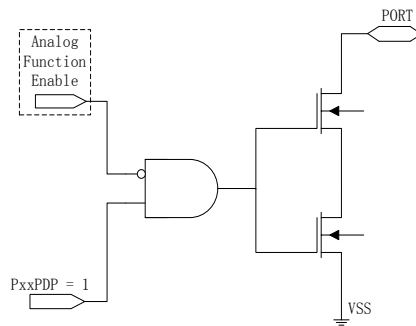 PORT
Analog
Function
Enable
PxxPDP = 1
VSS